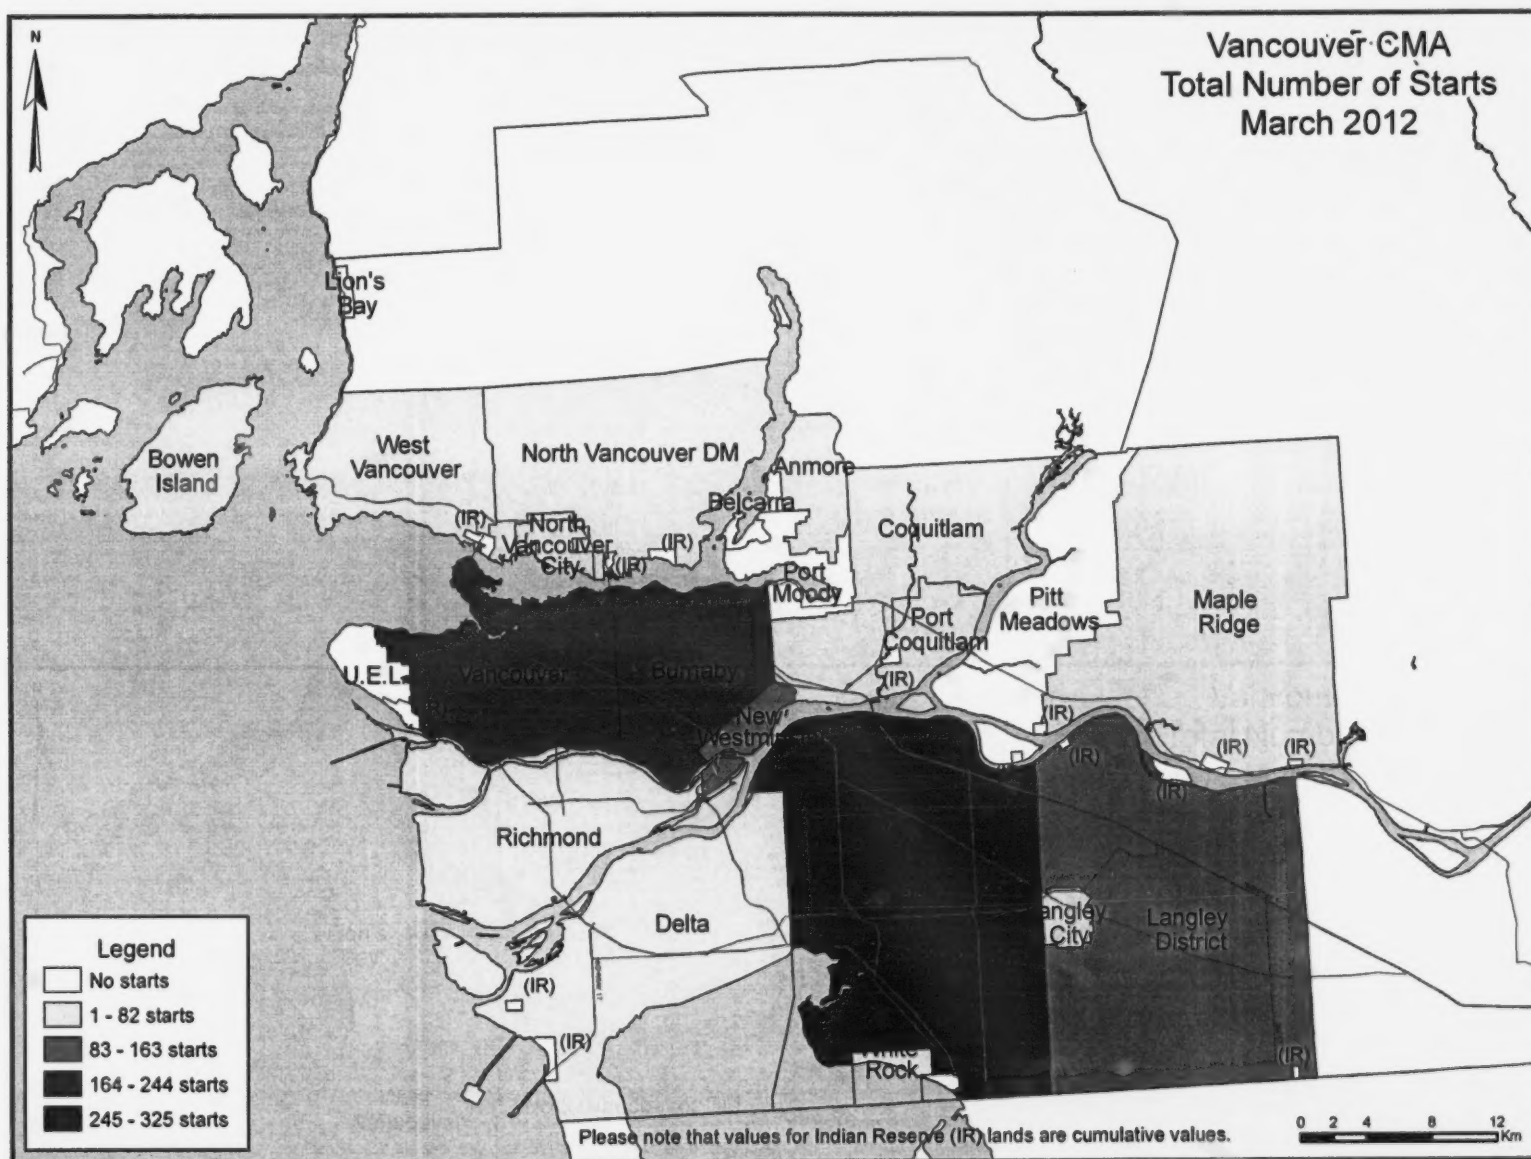 N
Vancouver CMA
Total Number of Starts
March 2012
Lion's
Bay
Bowen
Island
West
Vancouver
North Vancouver DM
Anmore
Belcarra
(IR)
North
Vancouver
City
(IR)
(IR)
Coquitlam
Port
Moody
Port
Coquitlam
Pitt
Meadows
Maple
Ridge
U.E.L.
Vancouver
Burnaby
(IR)
New
(IR)
(IR)
(IR)
(IR)
(IR)
Richmond
Delta
City
Langley
District
(IR)
(IR)
Rock
(IR)
Legend
No starts
1 - 82 starts
83 - 163 starts
164 - 244 starts
245 - 325 starts
Please note that values for Indian Reserve (IR) lands are cumulative values.
0 2 4 8 12
Km